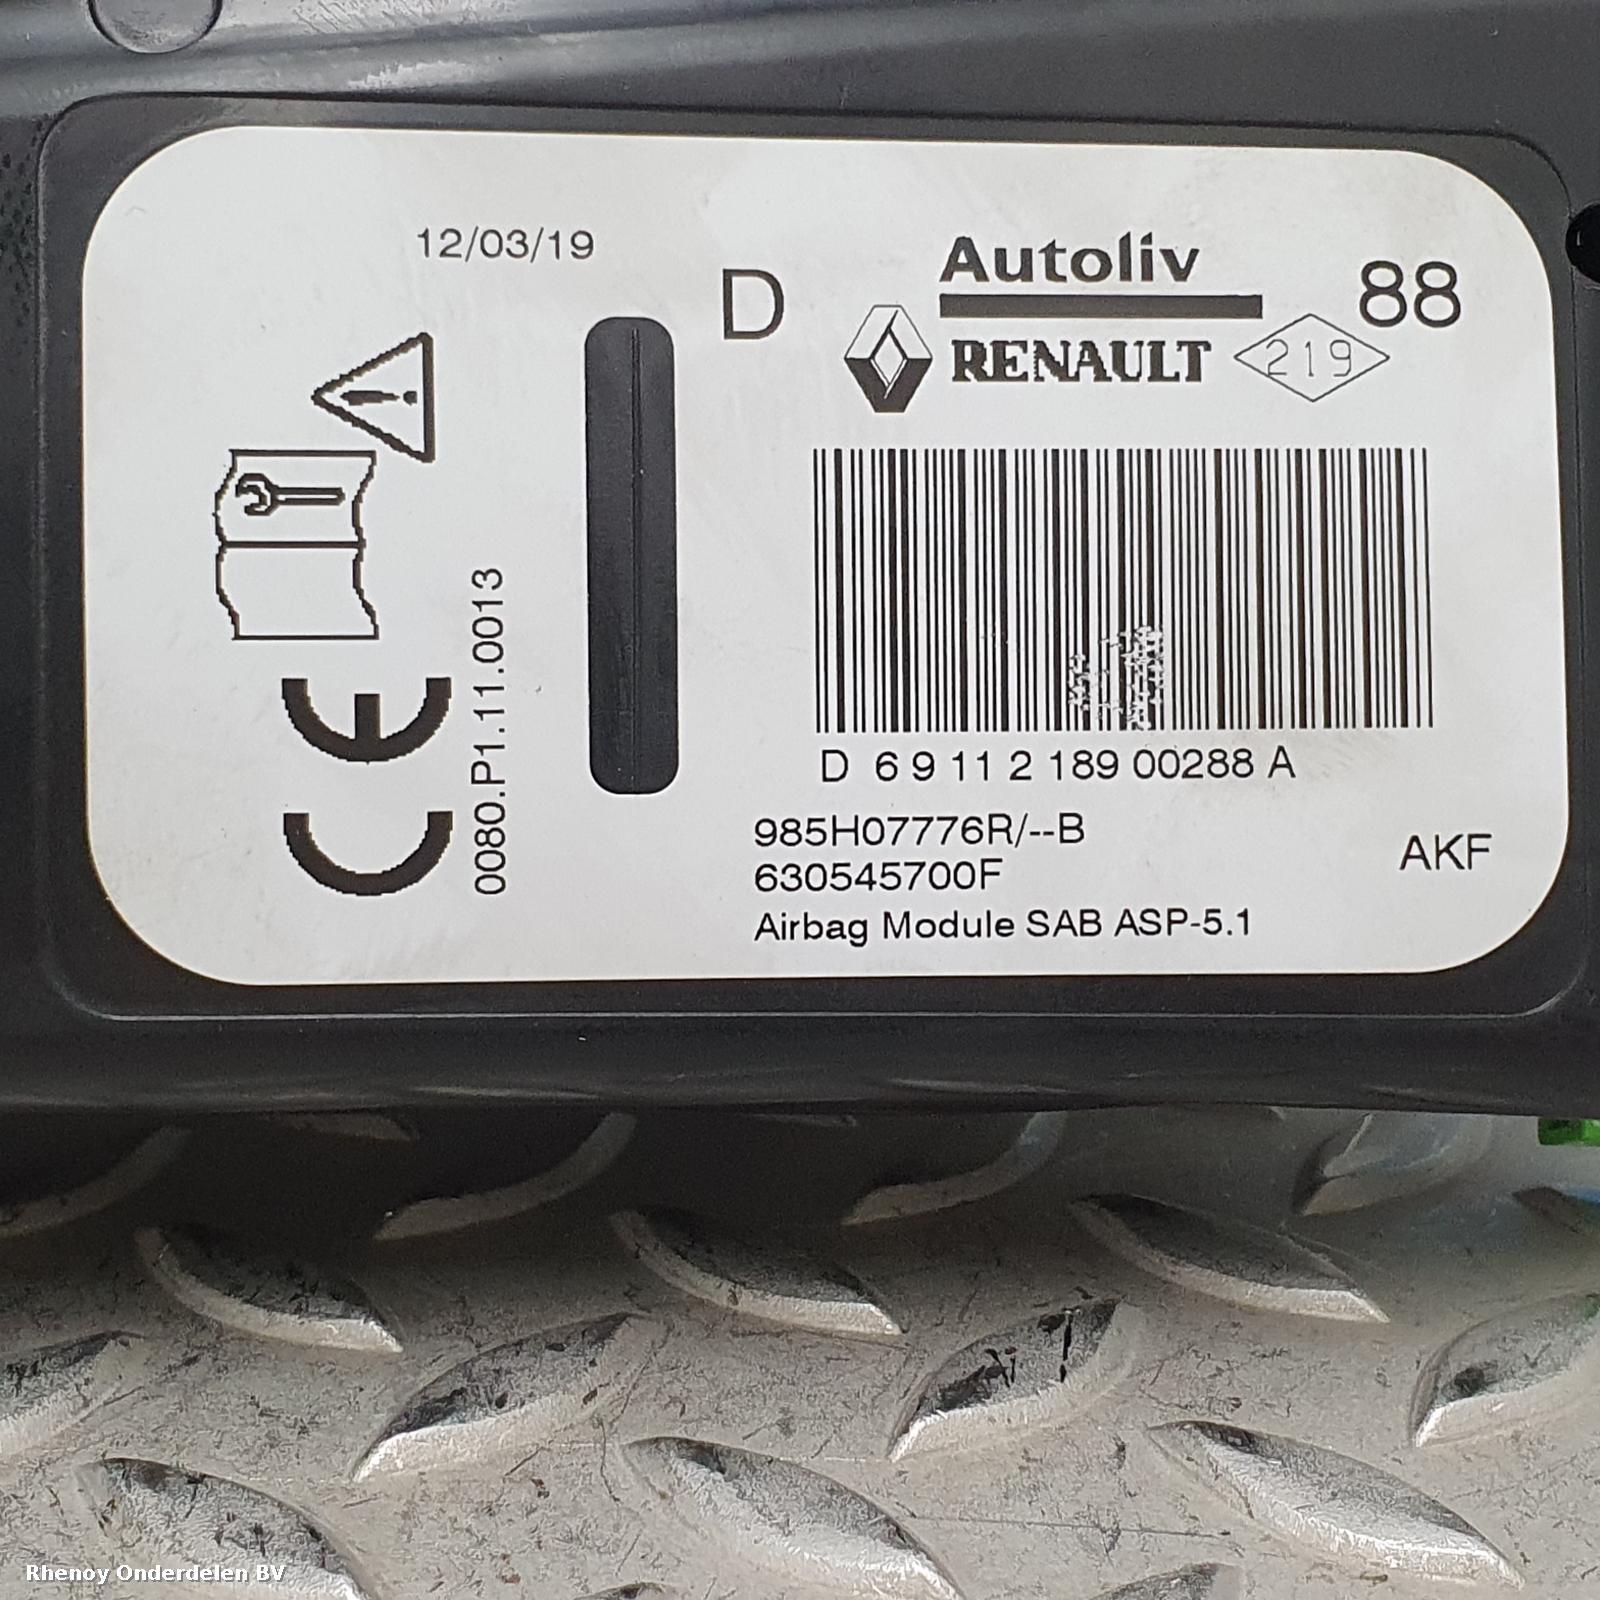 12/03/19
D
Autoliv
88
RENAULT
219
0080.P1.11.0013
CE
D 6 9 11 2 189 00288 A
985H07776R/--B
630545700F
AKF
Airbag Module SAB ASP-5.1
Rhenoy Onderdelen BV